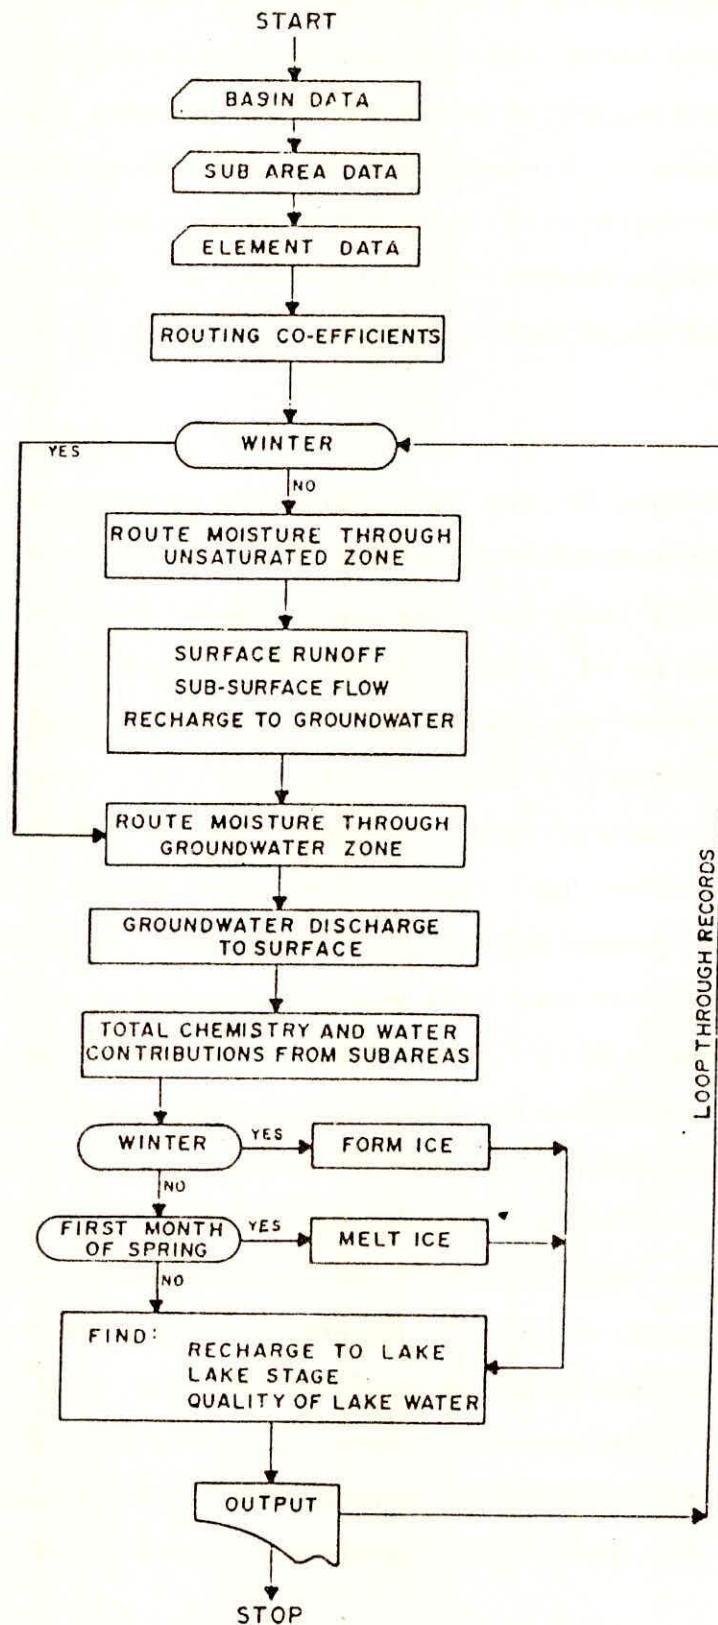 START
BASIN DATA
SUB AREA DATA
ELEMENT DATA
ROUTING CO-EFFICIENTS
WINTER
YES
NO
ROUTE MOISTURE THROUGH
UNSATURATED ZONE
SURFACE RUNOFF
SUB-SURFACE FLOW
RECHARGE TO GROUNDWATER
ROUTE MOISTURE THROUGH
GROUNDWATER ZONE
GROUNDWATER DISCHARGE
TO SURFACE
TOTAL CHEMISTRY AND WATER
CONTRIBUTIONS FROM SUBAREAS
WINTER
YES
FORM ICE
NO
FIRST MONTH
OF SPRING
YES
MELT ICE
NO
FIND:
RECHARGE TO LAKE
LAKE STAGE
QUALITY OF LAKE WATER
OUTPUT
STOP
LOOP THROUGH RECORDS